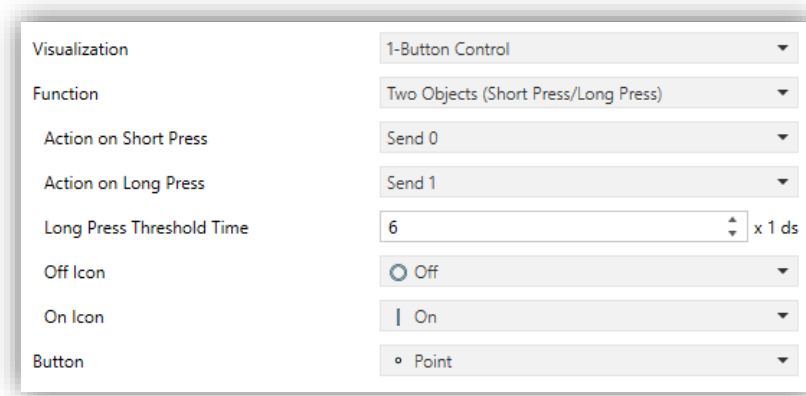 Visualization 1-Button Control
Function Two Objects (Short Press/Long Press)
Action on Short Press Send 0
Action on Long Press Send 1
Long Press Threshold Time 6 x 1 ds
Off Icon Off
On Icon On
Button Point